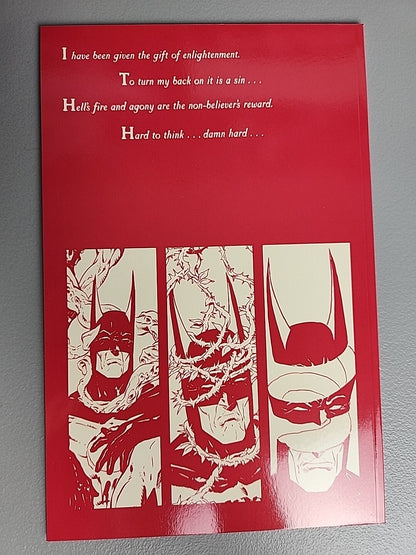 I have been given the gift of enlightenment.
To turn my back on it is a sin . . .
Hell's fire and agony are the non-believer's reward.
Hard to think . . . damn hard . . .